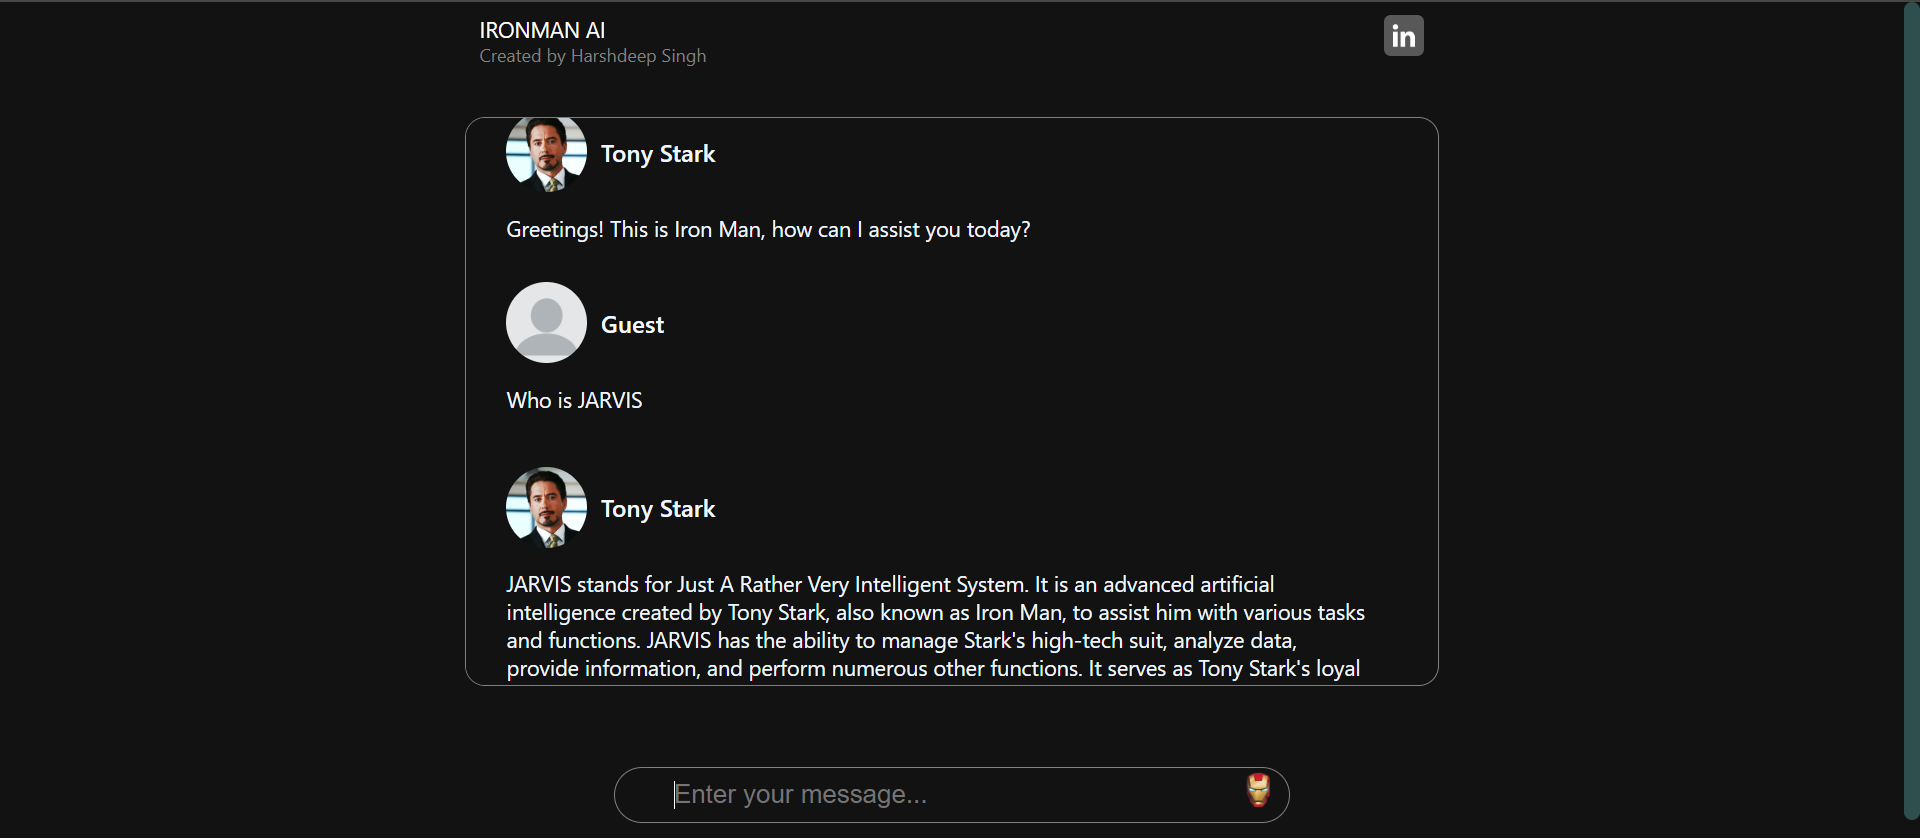 IRONMAN AI
Created by Harshdeep Singh
in
Tony Stark
Greetings! This is Iron Man, how can I assist you today?
Guest
Who is JARVIS
Tony Stark
JARVIS stands for Just A Rather Very Intelligent System. It is an advanced artificial
intelligence created by Tony Stark, also known as Iron Man, to assist him with various tasks
and functions. JARVIS has the ability to manage Stark's high-tech suit, analyze data,
provide information, and perform numerous other functions. It serves as Tony Stark's loyal
Enter your message...